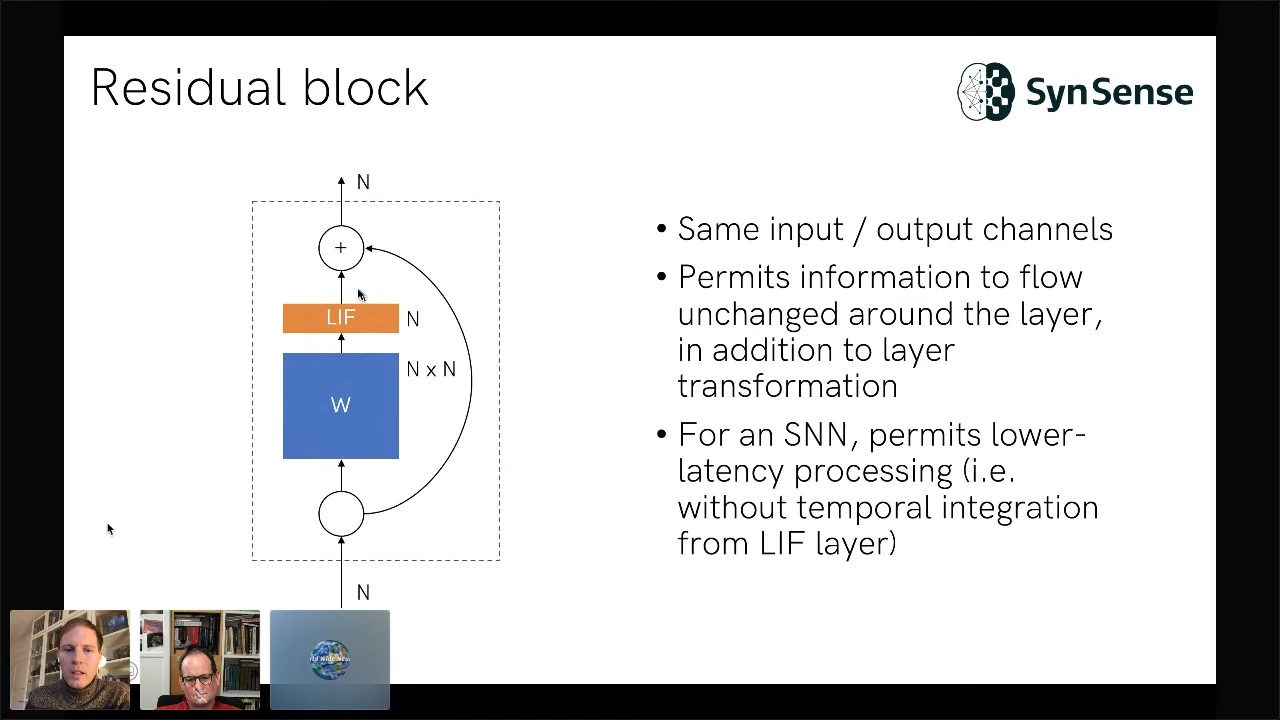 Residual block
SynSense
N
+
LIF
N
N x N
W
N
• Same input / output channels
• Permits information to flow
unchanged around the layer,
in addition to layer
transformation
• For an SNN, permits lower-
latency processing (i.e.
without temporal integration
from LIF layer)